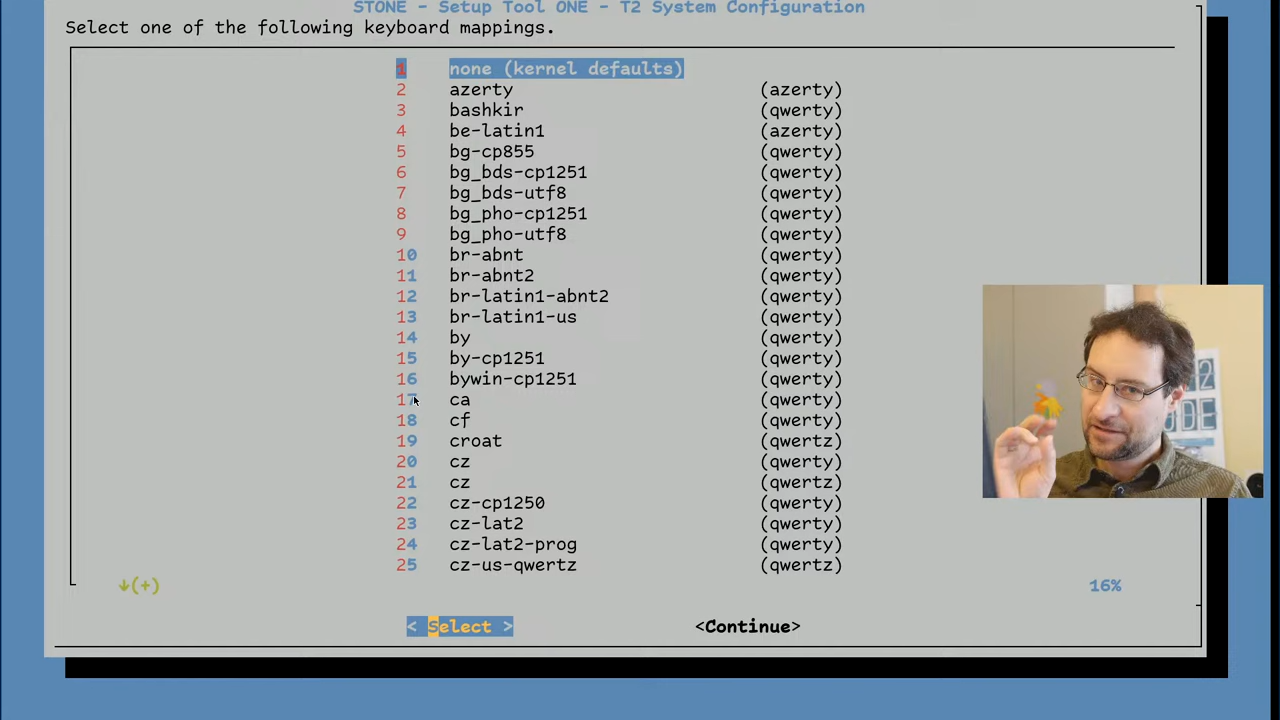 STONE - Setup Tool ONE - T2 System Configuration
Select one of the following keyboard mappings.
1 none (kernel defaults)
2 azerty (azerty)
3 bashkir (qwerty)
4 be-latin1 (azerty)
5 bg-cp855 (qwerty)
6 bg_bds-cp1251 (qwerty)
7 bg_bds-utf8 (qwerty)
8 bg_pho-cp1251 (qwerty)
9 bg_pho-utf8 (qwerty)
10 br-abnt (qwerty)
11 br-abnt2 (qwerty)
12 br-latin1-abnt2 (qwerty)
13 br-latin1-us (qwerty)
14 by (qwerty)
15 by-cp1251 (qwerty)
16 bywin-cp1251 (qwerty)
17 ca (qwerty)
18 cf (qwerty)
19 croat (qwertz)
20 cz (qwerty)
21 cz (qwertz)
22 cz-cp1250 (qwerty)
23 cz-lat2 (qwerty)
24 cz-lat2-prog (qwerty)
25 cz-us-qwertz (qwertz)
↓(+) 16%
< Select > <Continue>